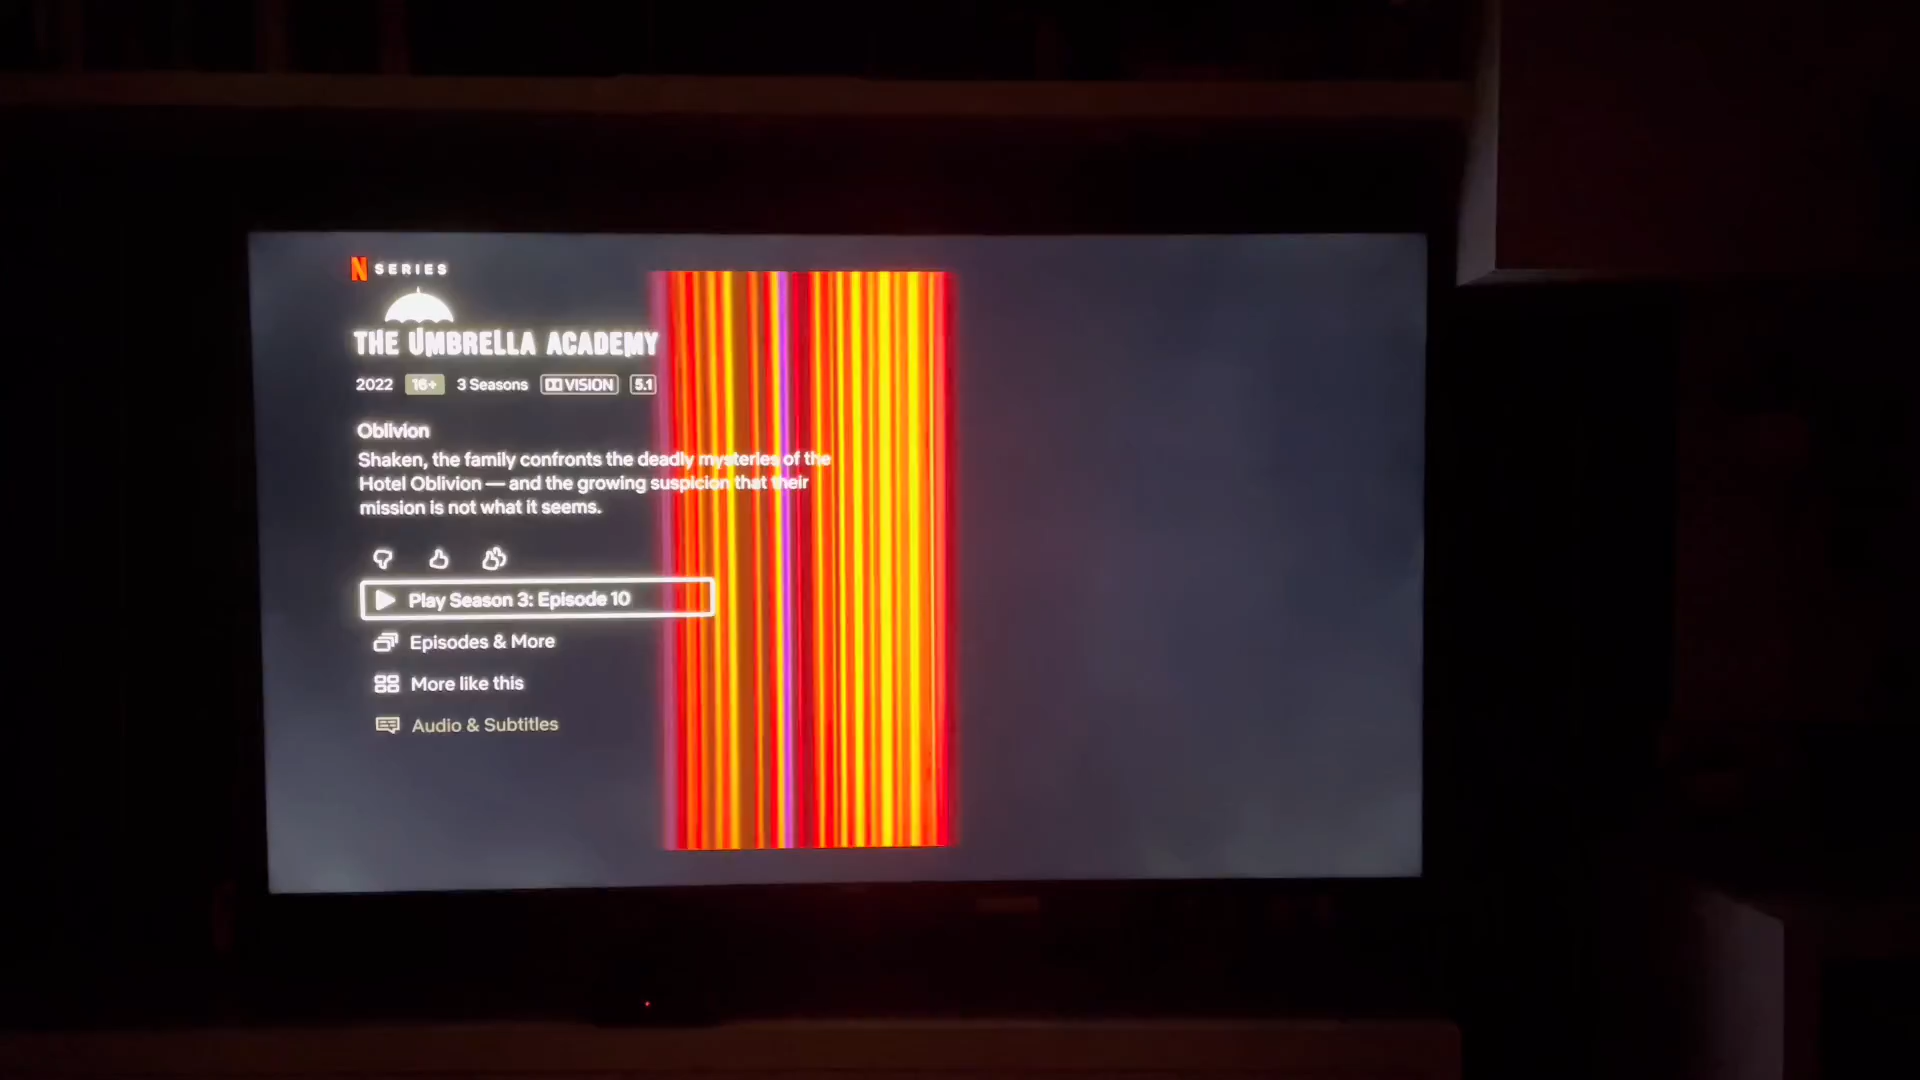 N SERIES
THE UMBRELLA ACADEMY
2022 16+ 3 Seasons VISION 5.1
Oblivion
Shaken, the family confronts the deadly mysteries of the
Hotel Oblivion — and the growing suspicion that their
mission is not what it seems.
Play Season 3: Episode 10
Episodes & More
More like this
Audio & Subtitles